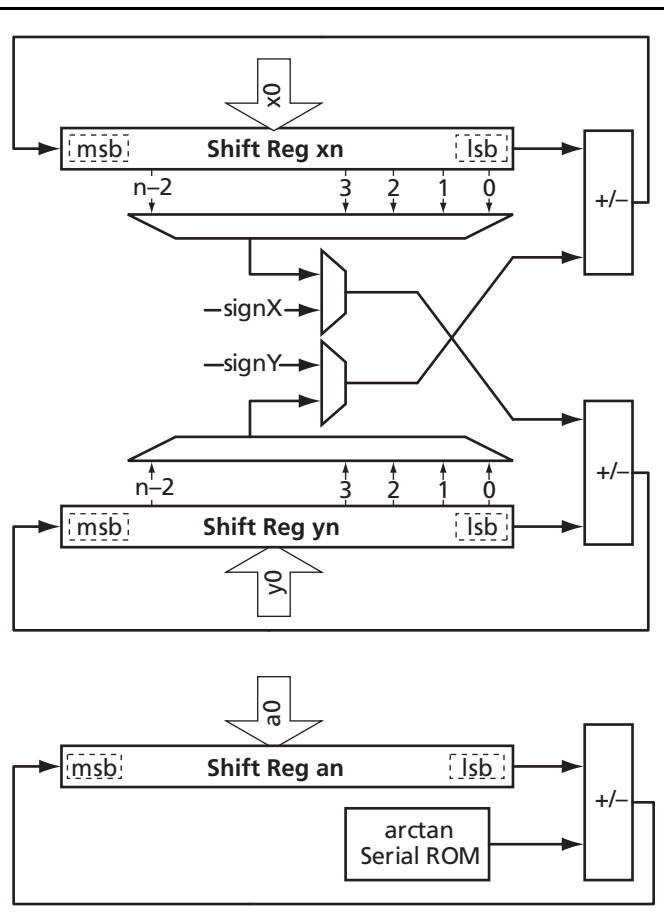 x0
msb Shift Reg xn lsb
n–2 3 2 1 0
+/–
signX
signY
+/–
n–2 3 2 1 0
msb Shift Reg yn lsb
y0
a0
msb Shift Reg an lsb
+/–
arctan
Serial ROM